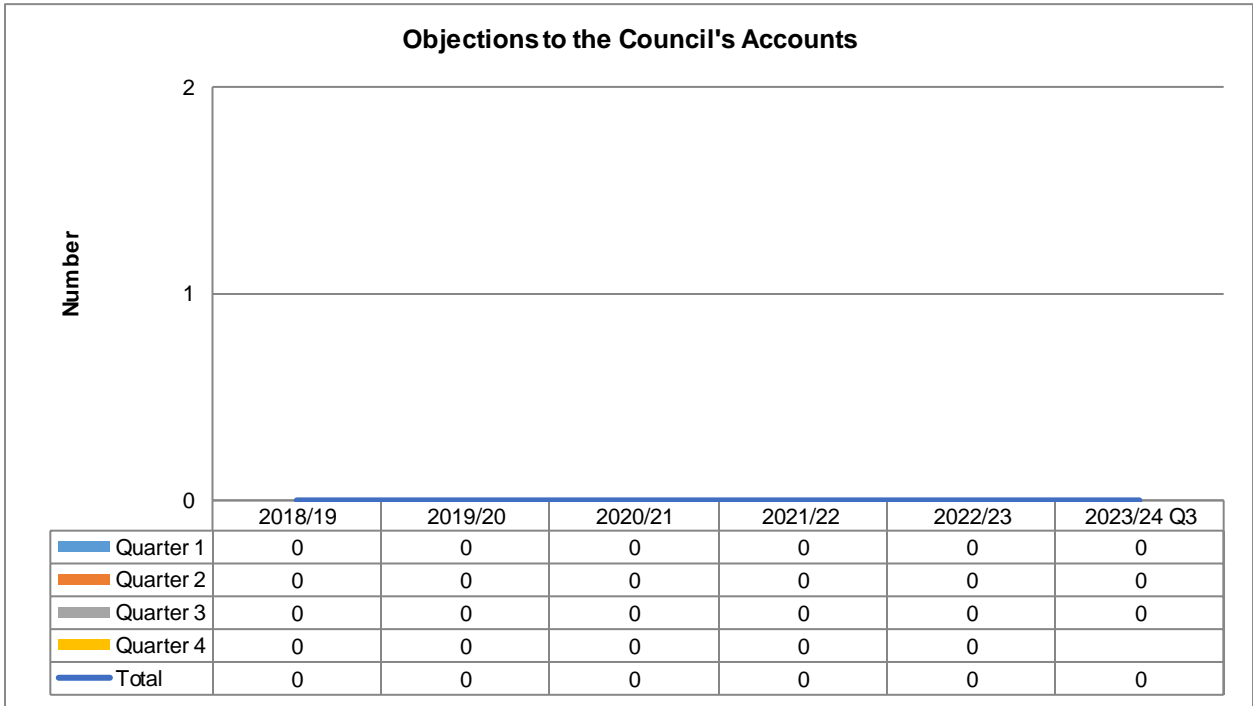 Objections to the Council's Accounts
2
Number
1
0
2018/19 2019/20 2020/21 2021/22 2022/23 2023/24 Q3
Quarter 1 0 0 0 0 0 0
Quarter 2 0 0 0 0 0 0
Quarter 3 0 0 0 0 0 0
Quarter 4 0 0 0 0 0
Total 0 0 0 0 0 0